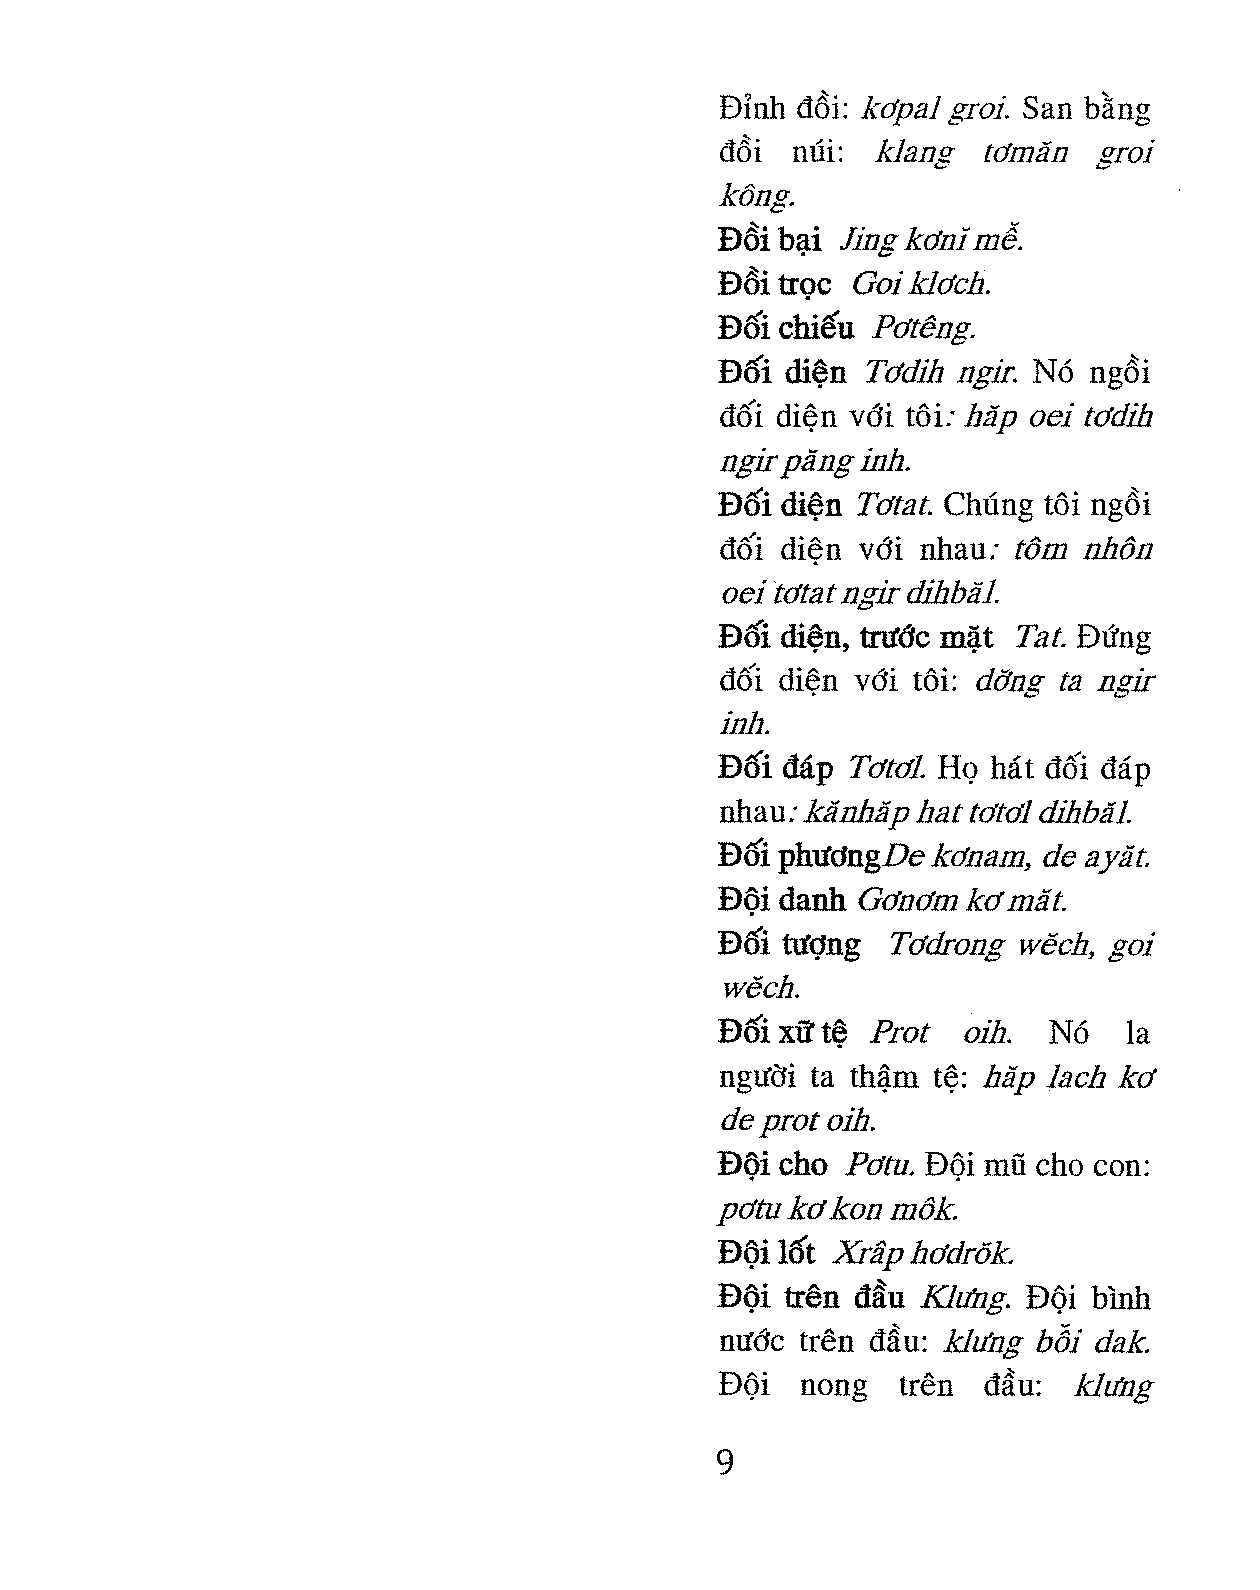 Đỉnh đồi: kơpal groi. San bằng
đồi núi: klang tơmăn groi
kông.
Đồi bại Jing kơnĭ mê̆.
Đồi trọc Goi klơch.
Đối chiếu Pơtêng.
Đối diện Tơdih ngir. Nó ngồi
đối diện với tôi: hăp oei tơdih
ngir păng inh.
Đối diện Tơtat. Chúng tôi ngồi
đối diện với nhau: tôm nhôn
oei tơtat ngir dihbăl.
Đối diện, trước mặt Tat. Đứng
đối diện với tôi: dơ̆ng ta ngir
inh.
Đối đáp Tơtơl. Họ hát đối đáp
nhau: kănhăp hat tơtơl dihbăl.
Đối phươngDe kơnam, de ayăt.
Đội danh Gơnơm kơ măt.
Đối tượng Tơdrong wĕch, goi
wĕch.
Đối xữ tệ Prot oih. Nó la
người ta thậm tệ: hăp lach kơ
de prot oih.
Đội cho Pơtu. Đội mũ cho con:
pơtu kơ kon môk.
Đội lốt Xrâp hơdrŏk.
Đội trên đầu Klưng. Đội bình
nước trên đầu: klưng bô̆i dak.
Đội nong trên đầu: klưng
9